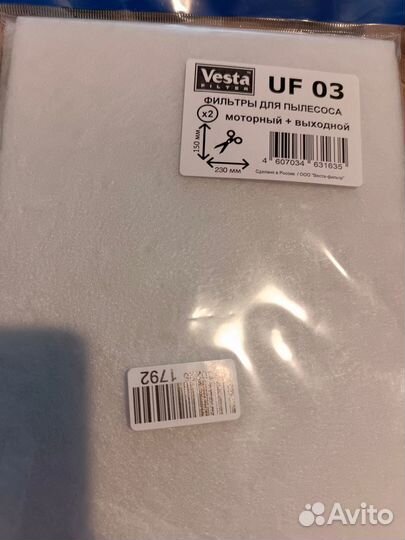 Vesta
FILTER
UF 03
ФИЛЬТРЫ ДЛЯ ПЫЛЕСОСА
x2
моторный + выходной
150 мм
230 мм
4 607034 631635
Сделано в России / ООО "Веста-фильтр"
1792
Avito